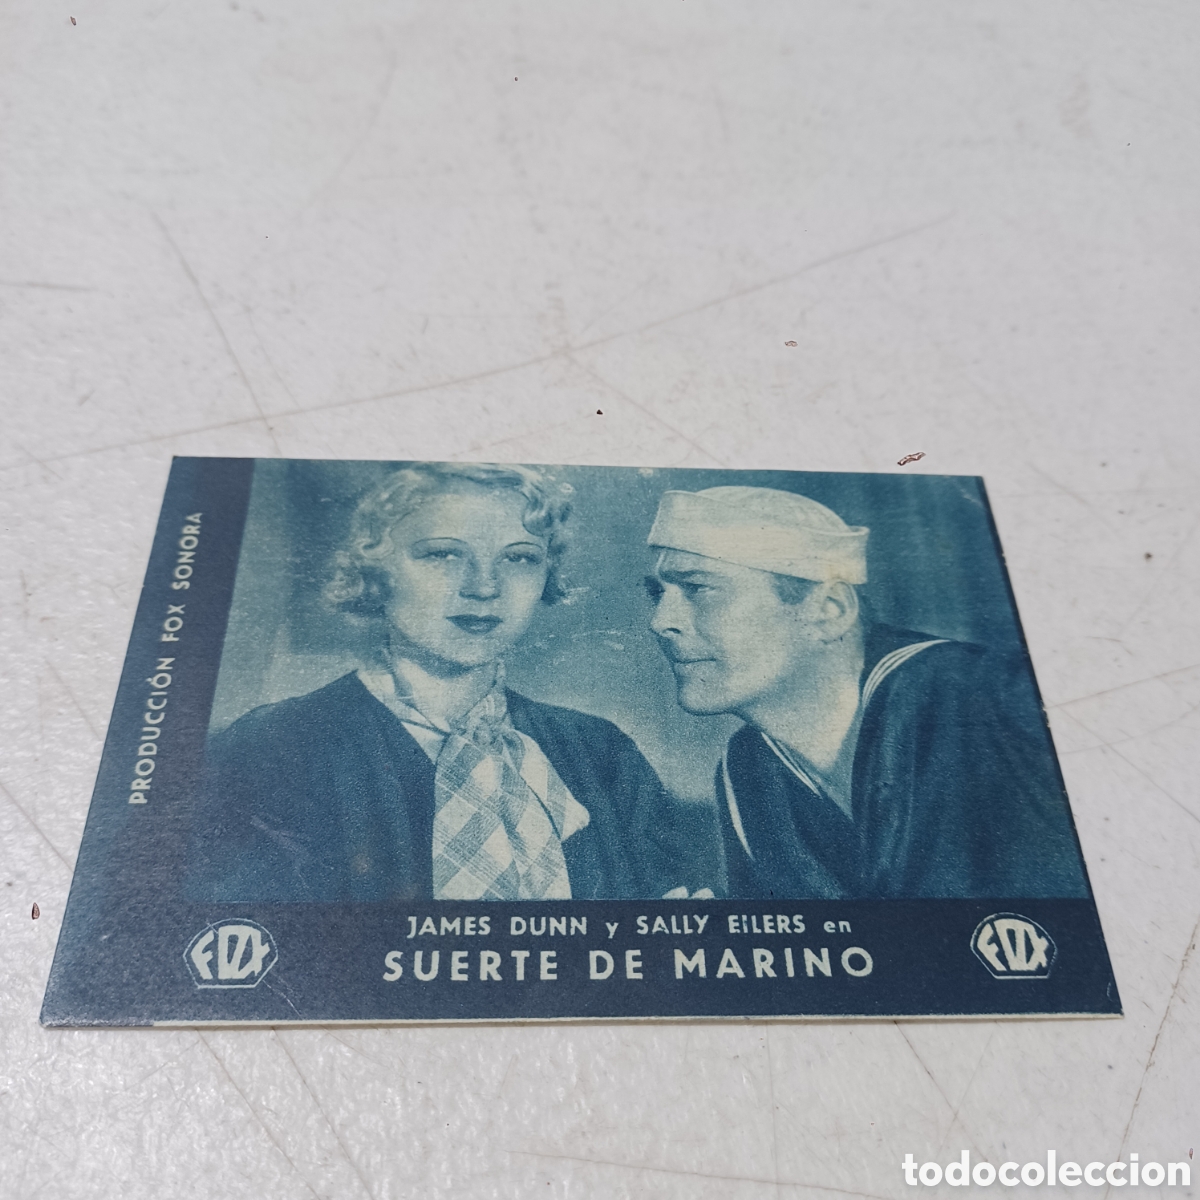 PRODUCCIÓN FOX SONORA
JAMES DUNN y SALLY EILERS en
SUERTE DE MARINO
FOX
FOX
todocoleccion